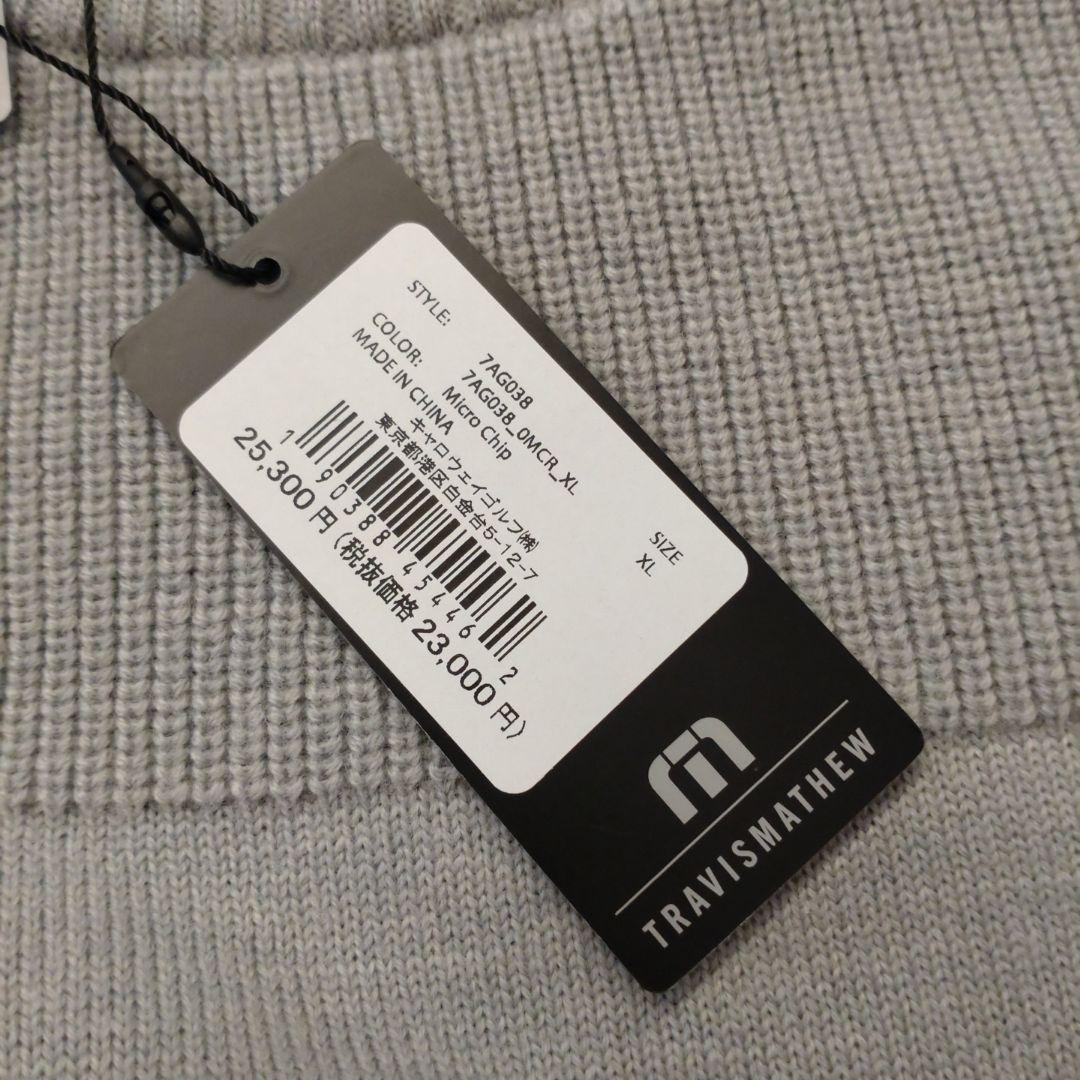 STYLE:
7AG038
7AG038_0MCR_XL
COLOR:
Micro Chip
MADE IN CHINA
キャロウェイゴルフ㈱
東京都港区白金台5-12-7
SIZE
XL
1 90388 45446 2
25,300円(税抜価格 23,000円)
TRAVISMATHEW